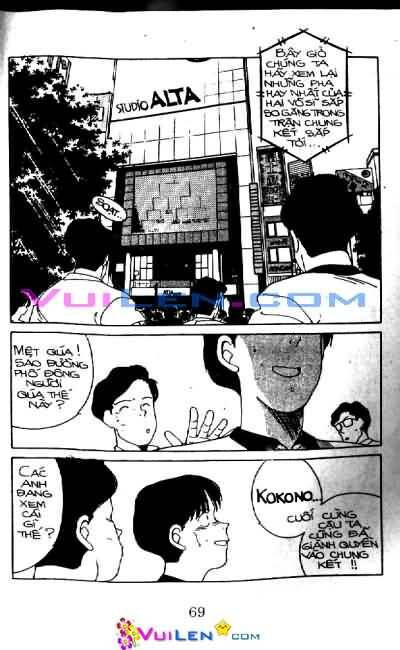 BÂY GIỜ
CHÚNG TA
HÃY XEM LẠI
NHỮNG PHA
HAY NHẤT CỦA
HAI VÕ SĨ SẮP
SO GĂNG TRONG
TRẬN CHUNG
KẾT SẮP
TỚI...
STUDIO ALTA
SOẠT
VUILEN.COM
MỆT QÚA!
SAO ĐƯỜNG
PHỐ ĐÔNG
NGƯỜI
QÚA THẾ
NÀY?
CÁC
ANH
ĐANG
XEM
CÁI
GÌ
THẾ?
KOKONO...
CUỐI CÙNG
CẬU TA
CŨNG ĐÃ
GIÀNH QUYỀN
VÀO CHUNG
KẾT!!
69
VUILEN.COM